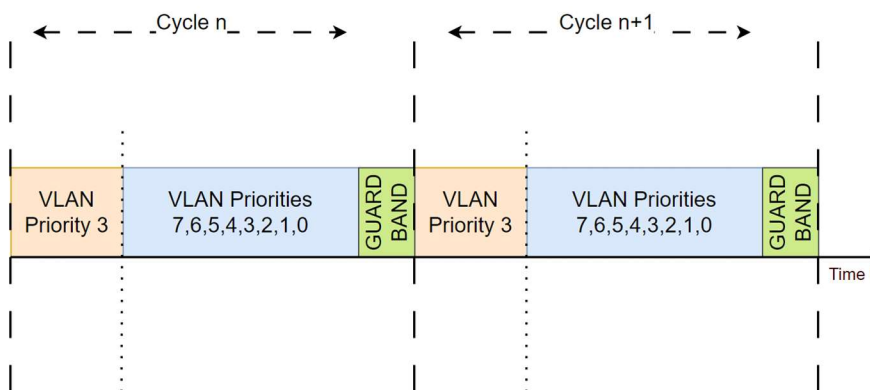 Cycle n
Cycle n+1
VLAN
Priority 3
VLAN Priorities
7,6,5,4,3,2,1,0
GUARD
BAND
VLAN
Priority 3
VLAN Priorities
7,6,5,4,3,2,1,0
GUARD
BAND
Time